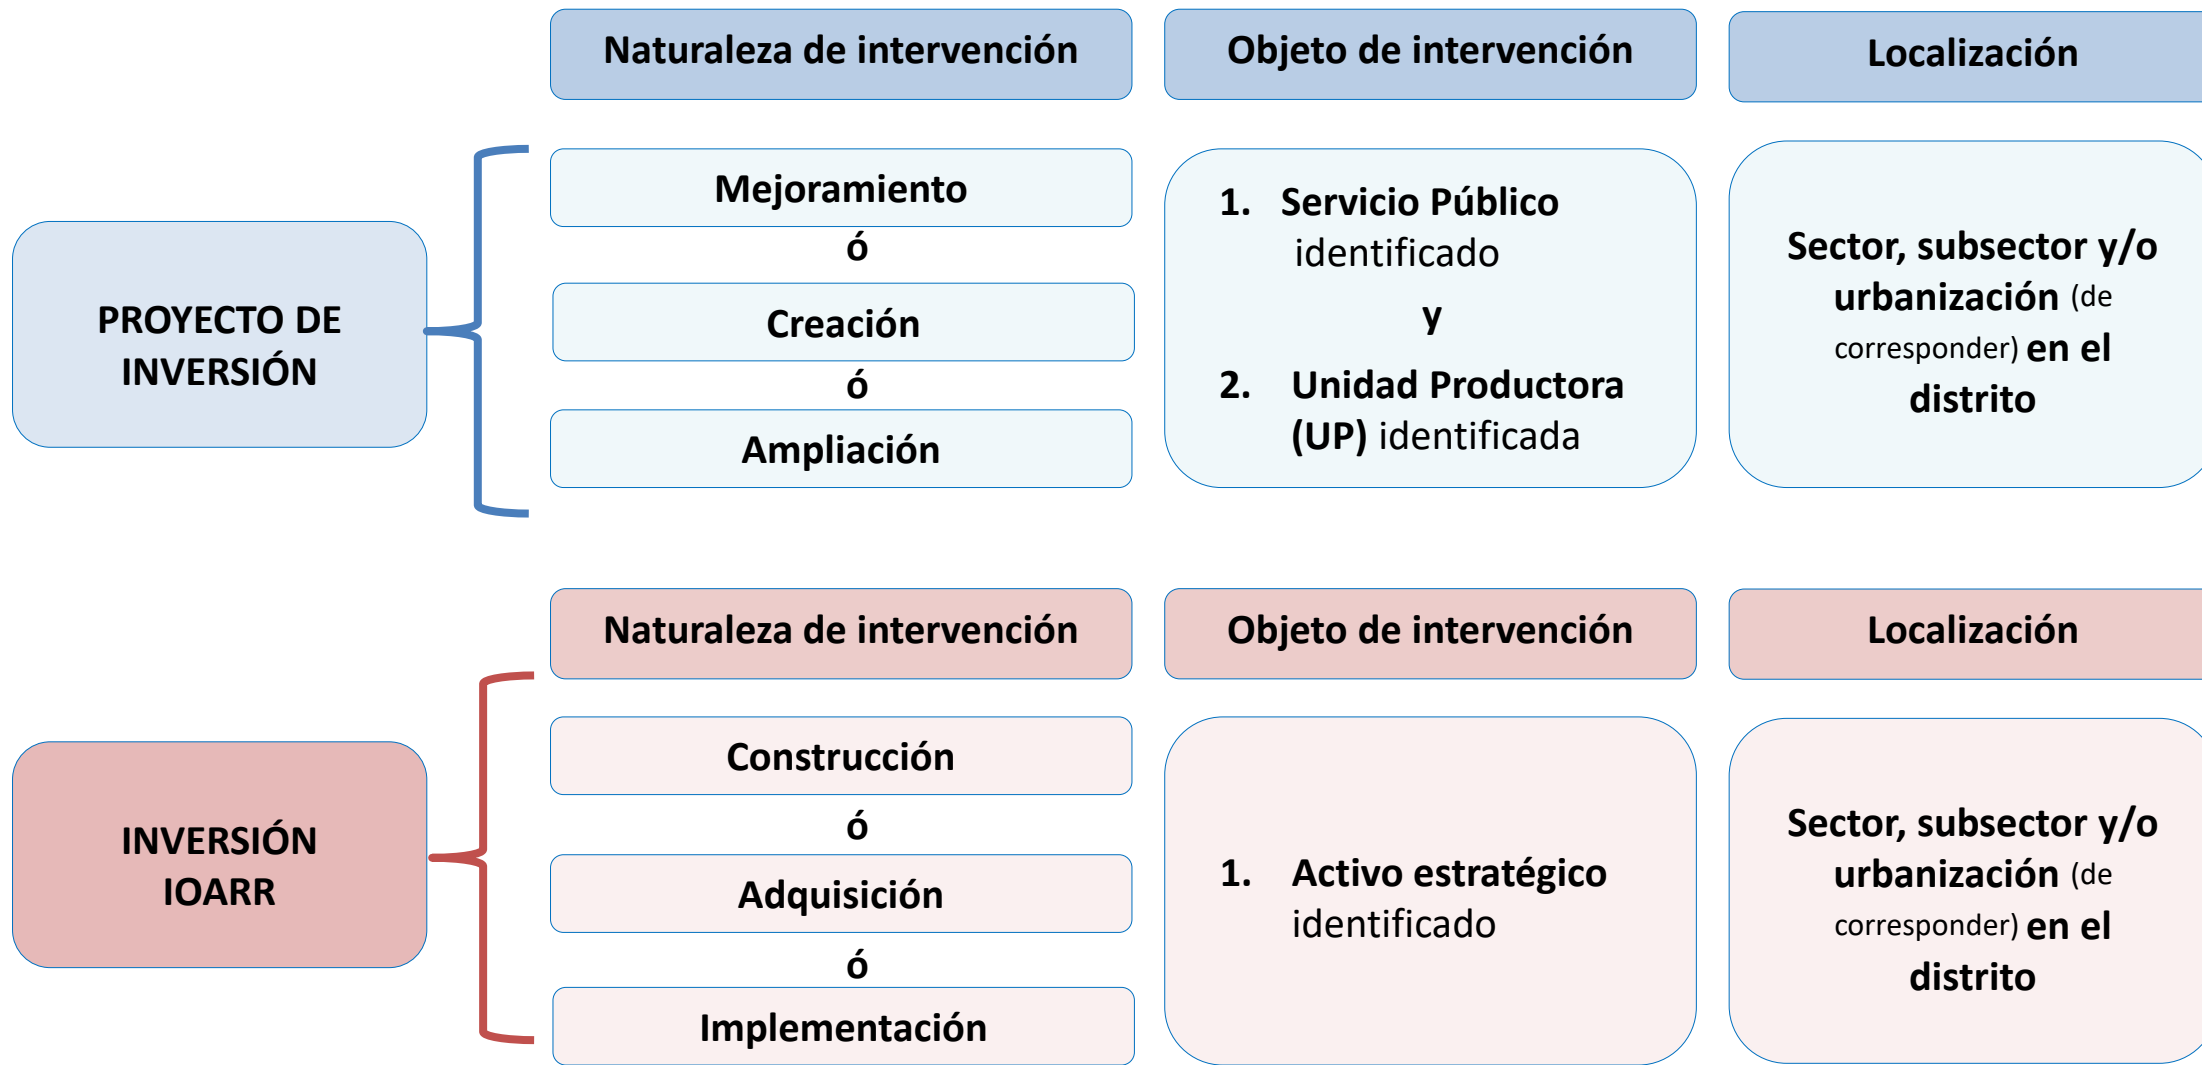 Naturaleza de intervención
Objeto de intervención
Localización
PROYECTO DE
INVERSIÓN
Mejoramiento
ó
Creación
ó
Ampliación
1. Servicio Público
identificado
y
2. Unidad Productora
(UP) identificada
Sector, subsector y/o
urbanización (de
corresponder) en el
distrito
Naturaleza de intervención
Objeto de intervención
Localización
INVERSIÓN
IOARR
Construcción
ó
Adquisición
ó
Implementación
1. Activo estratégico
identificado
Sector, subsector y/o
urbanización (de
corresponder) en el
distrito